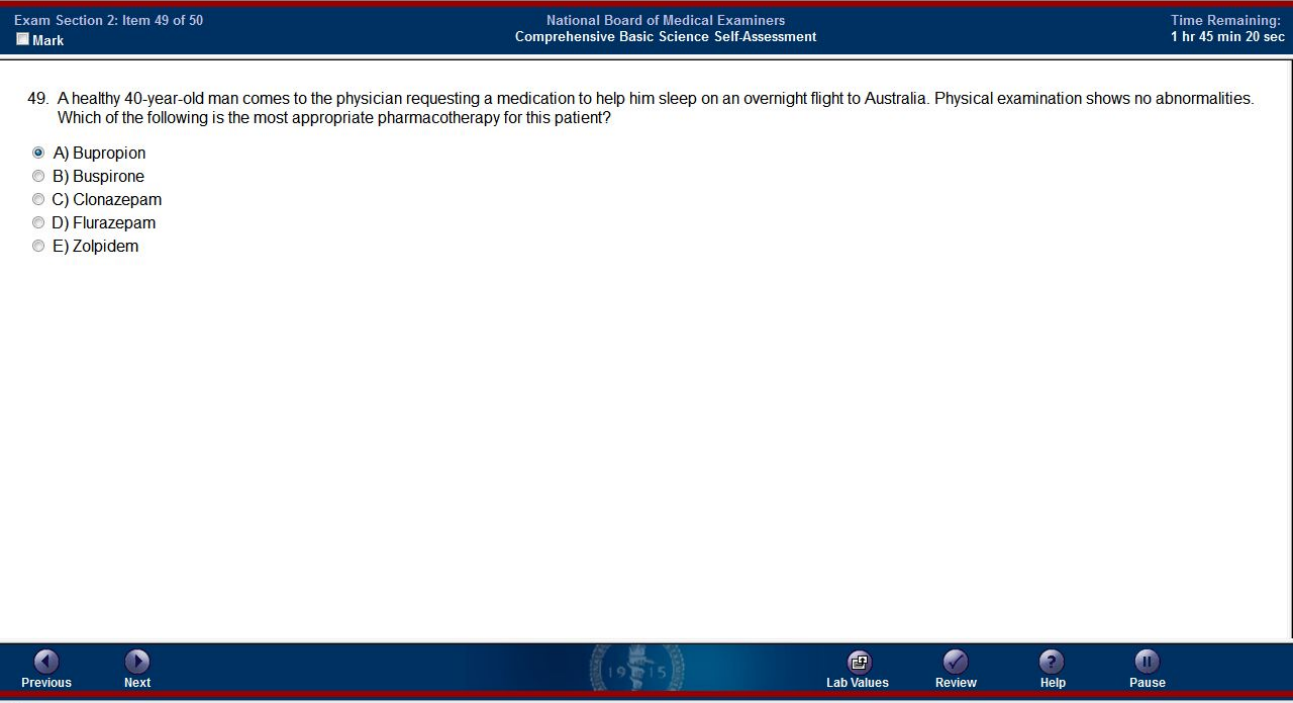 Exam Section 2: Item 49 of 50
National Board of Medical Examiners
Time Remaining:
Mark
Comprehensive Basic Science Self-Assessment
1 hr 45 min 20 sec
49. A healthy 40-year-old man comes to the physician requesting a medication to help him sleep on an overnight flight to Australia. Physical examination shows no abnormalities.
Which of the following is the most appropriate pharmacotherapy for this patient?
A) Bupropion
B) Buspirone
C) Clonazepam
D) Flurazepam
E) Zolpidem
1915
Previous
Next
Lab Values
Review
Help
Pause